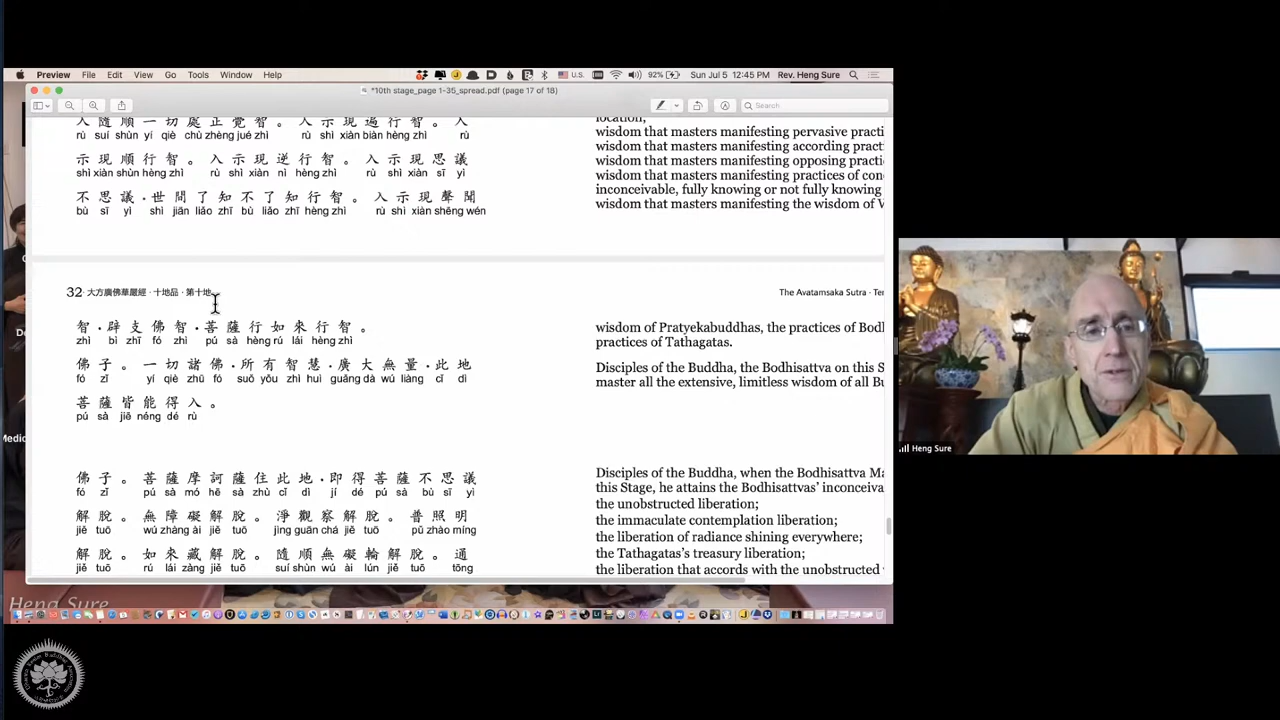 Preview File Edit View Go Tools Window Help
U.S. 92% Sun Jul 5 12:45 PM Rev. Heng Sure
*10th stage_page 1-35_spread.pdf (page 17 of 18)
Search
入 隨 順 一 切 處 正 覺 智 。 入 示 現 遍 行 智 。 入
rù suí shùn yí qiè chù zhèng jué zhì rù shì xiàn biàn hèng zhì rù
示 現 順 行 智 。 入 示 現 逆 行 智 。 入 示 現 思 議
shì xiàn shùn hèng zhì rù shì xiàn nì hèng zhì rù shì xiàn sī yì
不 思 議 · 世 間 了 知 不 了 知 行 智 。 入 示 現 聲 聞
bù sī yì shì jiān liǎo zhī bù liǎo zhī hèng zhì rù shì xiàn shēng wén
location;
wisdom that masters manifesting pervasive practi
wisdom that masters manifesting according pract
wisdom that masters manifesting opposing practi
wisdom that masters manifesting practices of con
inconceivable, fully knowing or not fully knowing
wisdom that masters manifesting the wisdom of V
32 大方廣佛華嚴經 · 十地品 · 第十地
The Avatamsaka Sutra · Ter
智 · 辟 支 佛 智 · 菩 薩 行 如 來 行 智 。
zhì bì zhī fó zhì pú sà hèng rú lái hèng zhì
佛 子 。 一 切 諸 佛 · 所 有 智 慧 · 廣 大 無 量 · 此 地
fó zǐ yí qiè zhū fó suǒ yǒu zhì huì guǎng dà wú liàng cǐ dì
菩 薩 皆 能 得 入 。
pú sà jiē néng dé rù
wisdom of Pratyekabuddhas, the practices of Bod
practices of Tathagatas.
Disciples of the Buddha, the Bodhisattva on this S
master all the extensive, limitless wisdom of all Bu
佛 子 。 菩 薩 摩 訶 薩 住 此 地 · 即 得 菩 薩 不 思 議
fó zǐ pú sà mó hē sà zhù cǐ dì jí dé pú sà bù sī yì
解 脫 。 無 障 礙 解 脫 。 淨 觀 察 解 脫 。 普 照 明
jiě tuō wú zhàng ài jiě tuō jìng guān chá jiě tuō pǔ zhào míng
解 脫 。 如 來 藏 解 脫 。 隨 順 無 礙 輪 解 脫 。 通
jiě tuō rú lái zàng jiě tuō suí shùn wú ài lún jiě tuō tōng
Disciples of the Buddha, when the Bodhisattva Ma
this Stage, he attains the Bodhisattvas' inconceiva
the unobstructed liberation;
the immaculate contemplation liberation;
the liberation of radiance shining everywhere;
the Tathagatas's treasury liberation;
the liberation that accords with the unobstructed
Heng Sure
Heng Sure